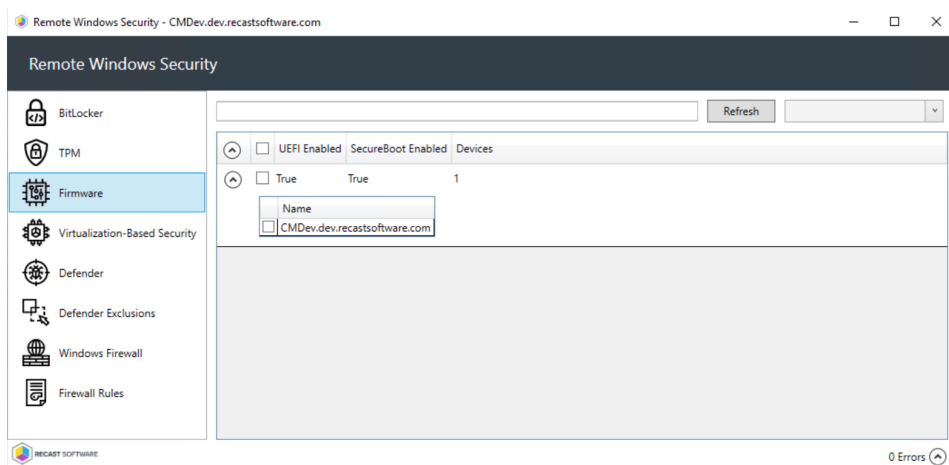 Remote Windows Security - CMDev.dev.recastsoftware.com
Remote Windows Security
BitLocker
TPM
Firmware
Virtualization-Based Security
Defender
Defender Exclusions
Windows Firewall
Firewall Rules
Refresh
UEFI Enabled SecureBoot Enabled Devices
True True 1
Name
CMDev.dev.recastsoftware.com
RECAST SOFTWARE
0 Errors